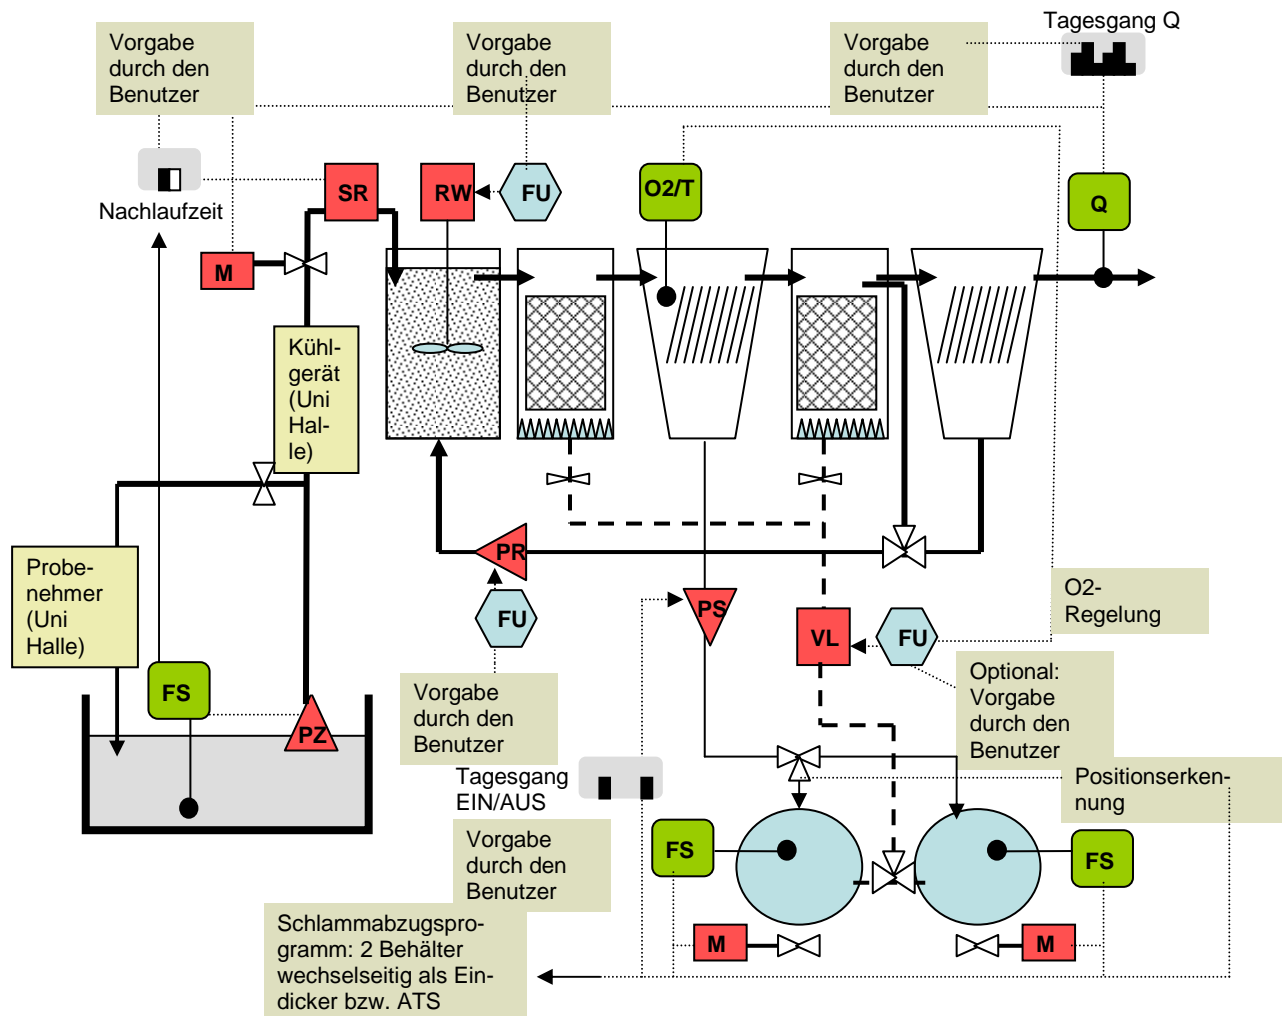 Tagesgang Q
Vorgabe
durch den
Benutzer
Vorgabe
durch den
Benutzer
Vorgabe
durch den
Benutzer
SR
RW
FU
O2/T
Q
Nachlaufzeit
M
Kühl-
gerät
(Uni
Hal-
le)
Probe-
nehmer
(Uni
Halle)
PR
FU
PS
VL
FU
O2-
Regelung
FS
PZ
Vorgabe
durch den
Benutzer
Optional:
Vorgabe
durch den
Benutzer
Tagesgang
EIN/AUS
Positionserken-
nung
Vorgabe
durch den
Benutzer
FS
FS
M
M
Schlammabzugspro-
gramm: 2 Behälter
wechselseitig als Ein-
dicker bzw. ATS